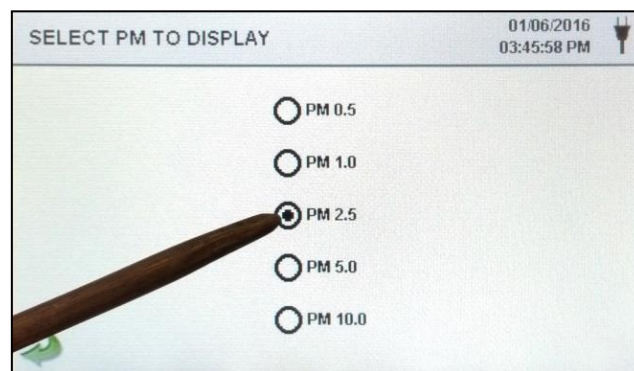 SELECT PM TO DISPLAY
01/06/2016
03:45:58 PM
PM 0.5
PM 1.0
PM 2.5
PM 5.0
PM 10.0